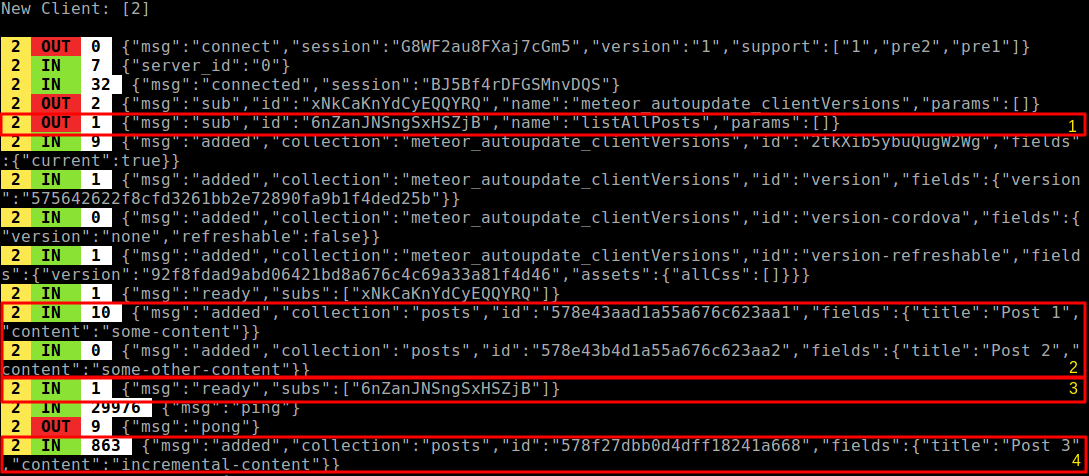 New Client: [2]
2 OUT 0 {"msg":"connect","session":"G8WF2au8FXaj7cGm5","version":"1","support":["1","pre2","pre1"]}
2 IN 7 {"server_id":"0"}
2 IN 32 {"msg":"connected","session":"BJ5Bf4rDFGSMnvDQS"}
2 OUT 2 {"msg":"sub","id":"xNkCaKnYdCyEQQYRQ","name":"meteor_autoupdate_clientVersions","params":[]}
2 OUT 1 {"msg":"sub","id":"6nZanJNSngSxHSZjB","name":"listAllPosts","params":[]} 1
2 IN 9 {"msg":"added","collection":"meteor_autoupdate_clientVersions","id":"2tkXib5ybuQugW2Wg","fields"
:{"current":true}}
2 IN 1 {"msg":"added","collection":"meteor_autoupdate_clientVersions","id":"version","fields":{"version
":"575642622f8cfd3261bb2e72890fa9b1f4ded25b"}}
2 IN 0 {"msg":"added","collection":"meteor_autoupdate_clientVersions","id":"version-cordova","fields":{
"version":"none","refreshable":false}}
2 IN 1 {"msg":"added","collection":"meteor_autoupdate_clientVersions","id":"version-refreshable","field
s":{"version":"92f8fdad9abd06421bd8a676c4c69a33a81f4d46","assets":{"allCss":[]}}}
2 IN 1 {"msg":"ready","subs":["xNkCaKnYdCyEQQYRQ"]}
2 IN 10 {"msg":"added","collection":"posts","id":"578e43aad1a55a676c623aa1","fields":{"title":"Post 1",
"content":"some-content"}}
2 IN 0 {"msg":"added","collection":"posts","id":"578e43b4d1a55a676c623aa2","fields":{"title":"Post 2","
content":"some-other-content"}} 2
2 IN 1 {"msg":"ready","subs":["6nZanJNSngSxHSZjB"]} 3
2 IN 29976 {"msg":"ping"}
2 OUT 9 {"msg":"pong"}
2 IN 863 {"msg":"added","collection":"posts","id":"578f27dbb0d4dff18241a668","fields":{"title":"Post 3"
,"content":"incremental-content"}} 4